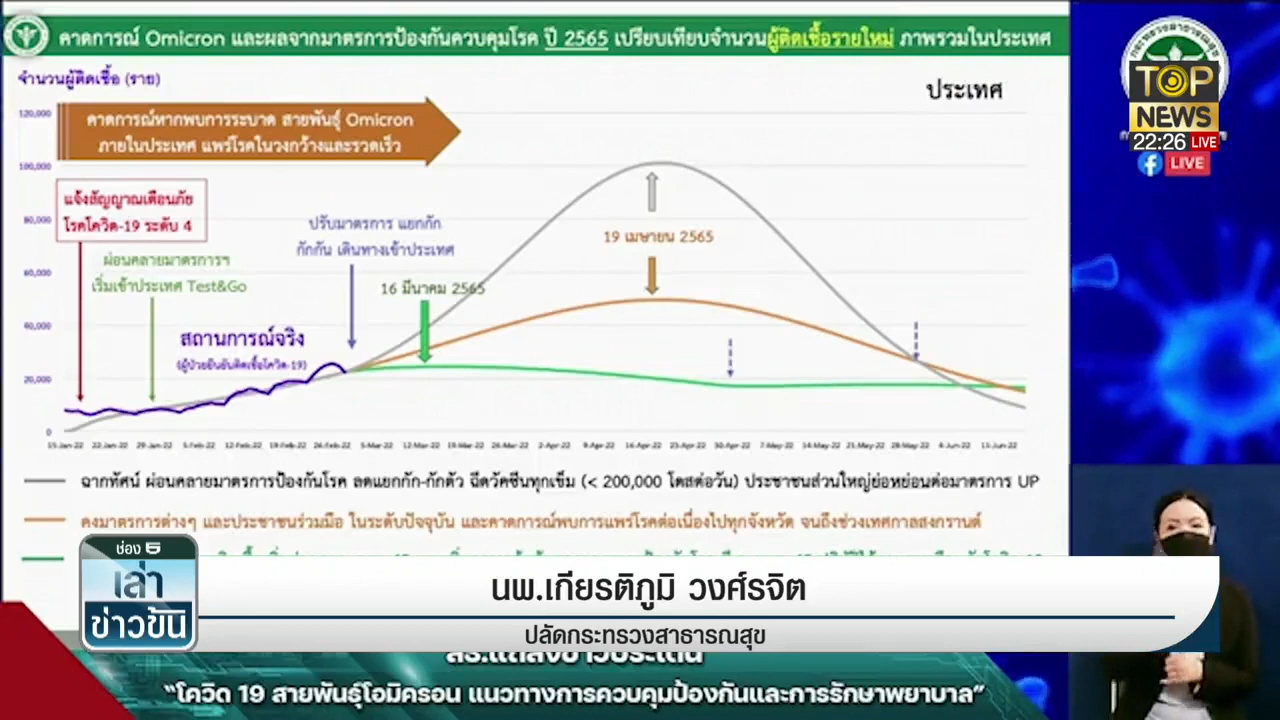 คาดการณ์ Omicron และผลจากมาตรการป้องกันควบคุมโรค ปี 2565 เปรียบเทียบจำนวนผู้ติดเชื้อรายใหม่ ภาพรวมในประเทศ
จำนวนผู้ติดเชื้อ (ราย)
ประเทศ
TOP
NEWS
22:26 LIVE
LIVE
120,000
คาดการณ์หากพบการระบาด สายพันธุ์ Omicron
ภายในประเทศ แพร่โรคในวงกว้างและรวดเร็ว
100,000
แจ้งสัญญาณเตือนภัย
โรคโควิด-19 ระดับ 4
80,000
ปรับมาตรการ แยกกัก
กักกัน เดินทางเข้าประเทศ
19 เมษายน 2565
ผ่อนคลายมาตรการฯ
เริ่มเข้าประเทศ Test&Go
60,000
16 มีนาคม 2565
40,000
สถานการณ์จริง
(ผู้ป่วยยืนยันติดเชื้อโควิด-19)
20,000
0
15-Jan-22 22-Jan-22 29-Jan-22 5-Feb-22 12-Feb-22 19-Feb-22 26-Feb-22 5-Mar-22 12-Mar-22 19-Mar-22 26-Mar-22 2-Apr-22 9-Apr-22 16-Apr-22 23-Apr-22 30-Apr-22 7-May-22 14-May-22 21-May-22 28-May-22 4-Jun-22 11-Jun-22
ฉากทัศน์ ผ่อนคลายมาตรการป้องกันโรค ลดแยกกัก-กักตัว ฉีดวัคซีนทุกเข็ม (< 200,000 โดสต่อวัน) ประชาชนส่วนใหญ่ย่อหย่อนต่อมาตรการ UP
คงมาตรการต่างๆ และประชาชนร่วมมือ ในระดับปัจจุบัน และคาดการณ์พบการแพร่โรคต่อเนื่องไปทุกจังหวัด จนถึงช่วงเทศกาลสงกรานต์
ช่อง 5
เล่า
ข่าวข้น
นพ.เกียรติภูมิ วงศ์รจิต
ปลัดกระทรวงสาธารณสุข
สธ.แถลงข่าวประเด็น
“โควิด 19 สายพันธุ์โอมิครอน แนวทางการควบคุมป้องกันและการรักษาพยาบาล”